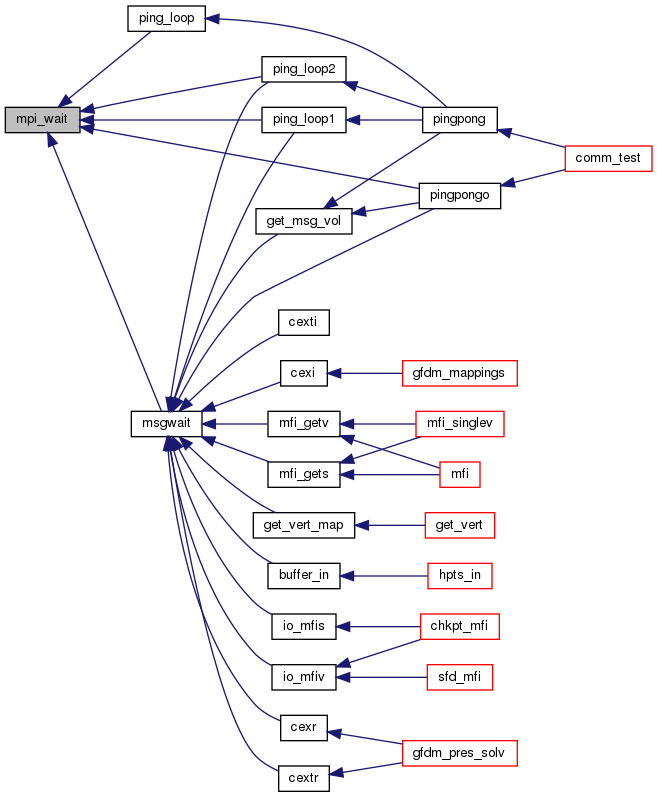 ping_loop
ping_loop2
mpi_wait
ping_loop1
pingpong
comm_test
pingpongo
get_msg_vol
cexti
cexi
gfdm_mappings
msgwait
mfi_getv
mfi_singlev
mfi_gets
mfi
get_vert_map
get_vert
buffer_in
hpts_in
io_mfis
chkpt_mfi
io_mfiv
sfd_mfi
cexr
gfdm_pres_solv
cextr